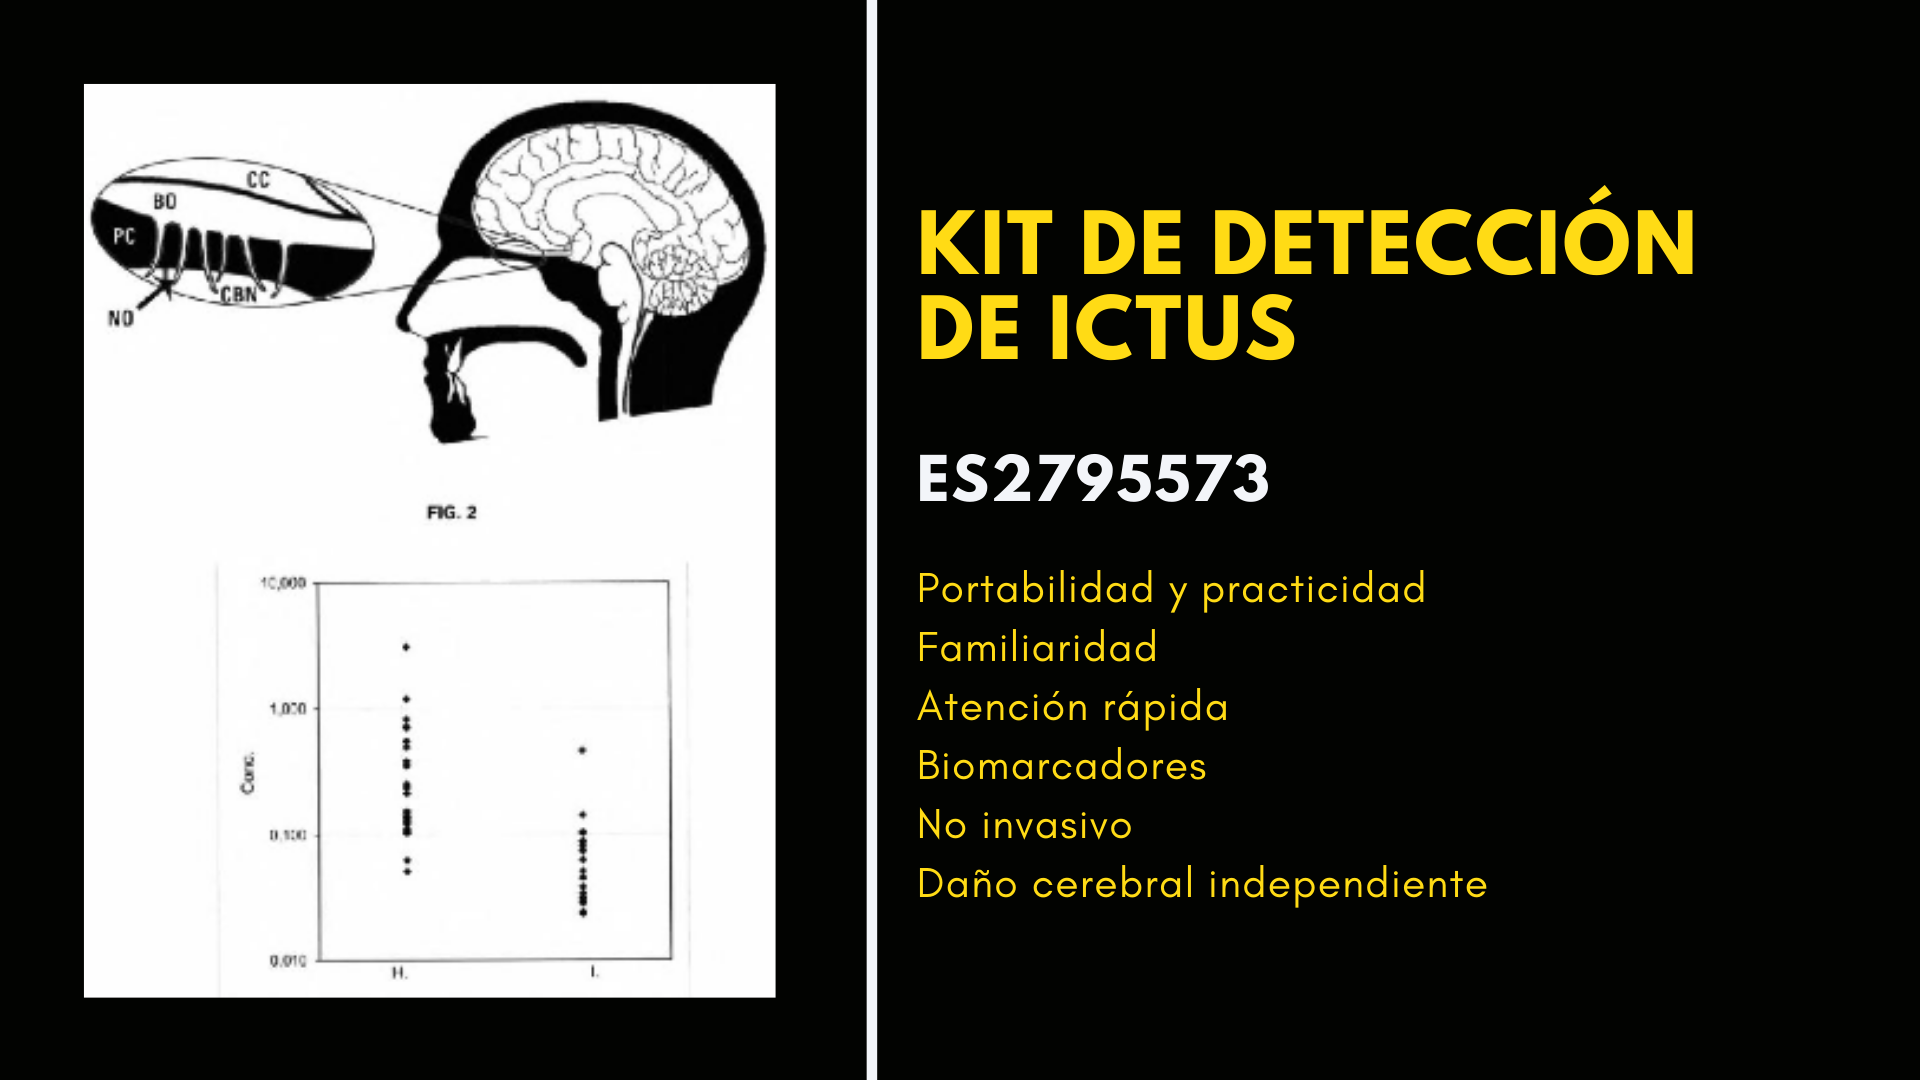 CC
BO
PC
CBN
NO
FIG. 2
10,000
1,000
0,100
0,010
Conc.
H.
I.
KIT DE DETECCIÓN
DE ICTUS
ES2795573
Portabilidad y practicidad
Familiaridad
Atención rápida
Biomarcadores
No invasivo
Daño cerebral independiente